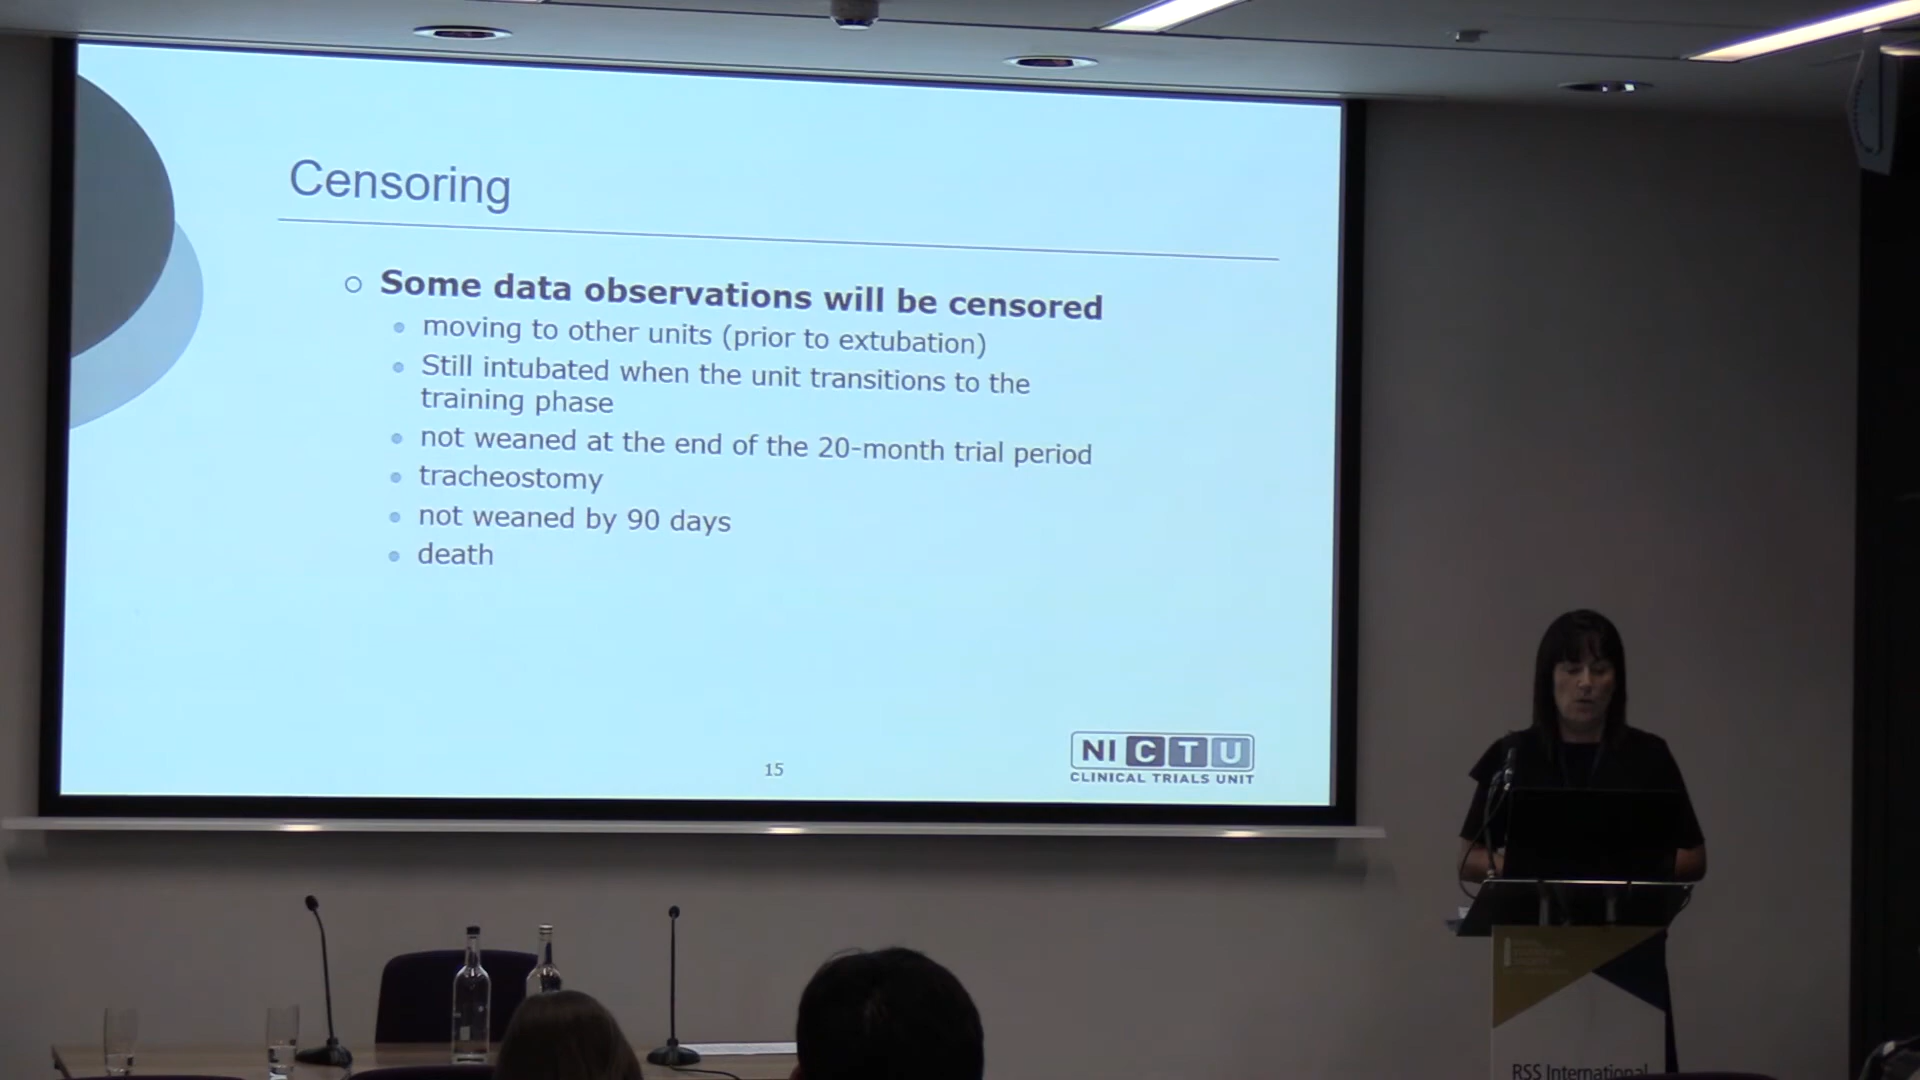 Censoring
Some data observations will be censored
moving to other units (prior to extubation)
Still intubated when the unit transitions to the
training phase
not weaned at the end of the 20-month trial period
tracheostomy
not weaned by 90 days
death
15
NI CTU
CLINICAL TRIALS UNIT
RSS International